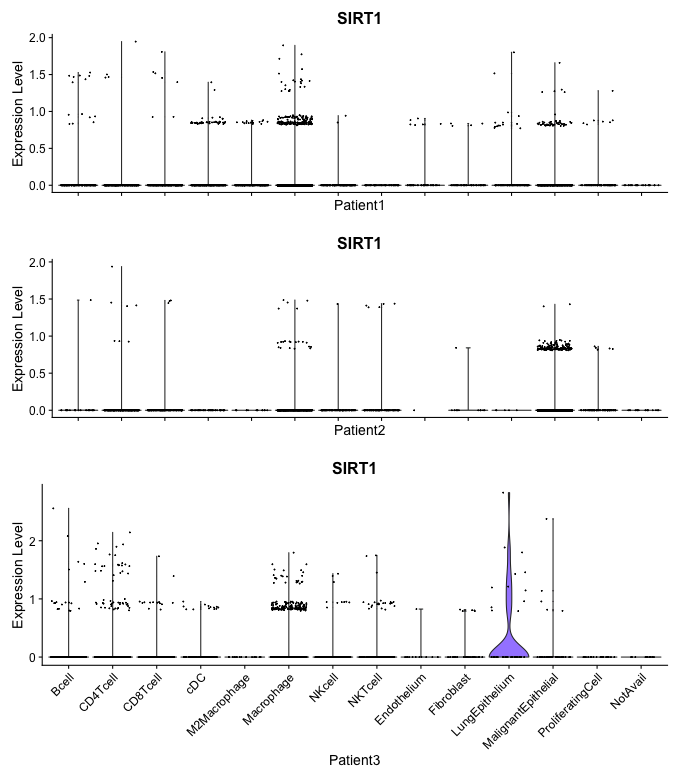 SIRT1
Expression Level
2.0
1.5
1.0
0.5
0.0
Patient1
SIRT1
Expression Level
2.0
1.5
1.0
0.5
0.0
Patient2
SIRT1
Expression Level
2
1
0
Bcell
CD4Tcell
CD8Tcell
cDC
M2Macrophage
Macrophage
NKcell
NKTcell
Endothelium
Fibroblast
LungEpithelium
MalignantEpithelial
ProliferatingCell
NotAvail
Patient3